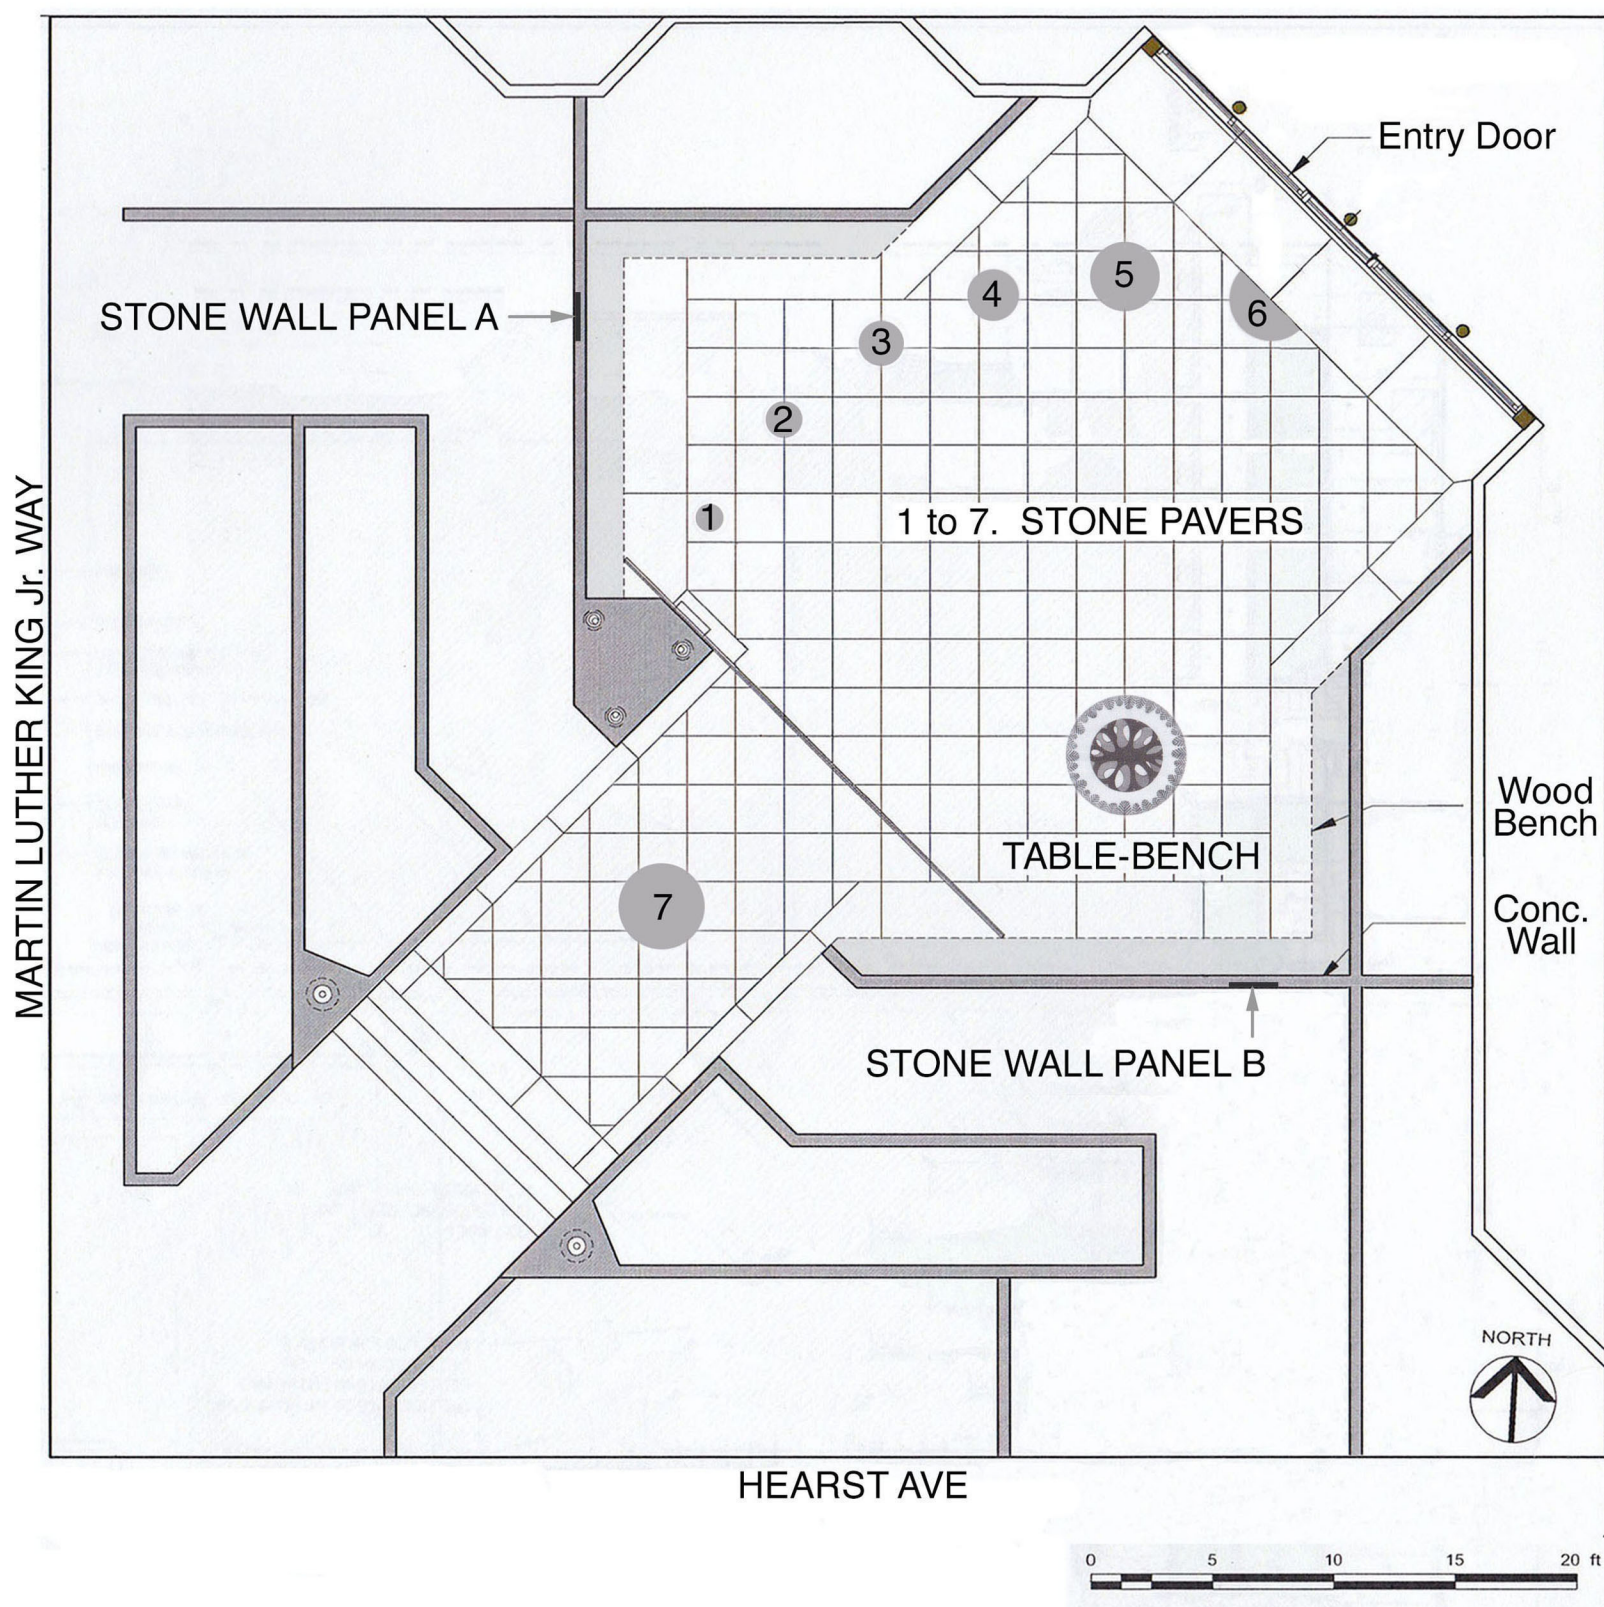 Entry Door
STONE WALL PANEL A
5
4
6
3
2
1
1 to 7. STONE PAVERS
MARTIN LUTHER KING Jr. WAY
Wood
Bench
TABLE-BENCH
7
Conc.
Wall
STONE WALL PANEL B
NORTH
HEARST AVE
0 5 10 15 20 ft